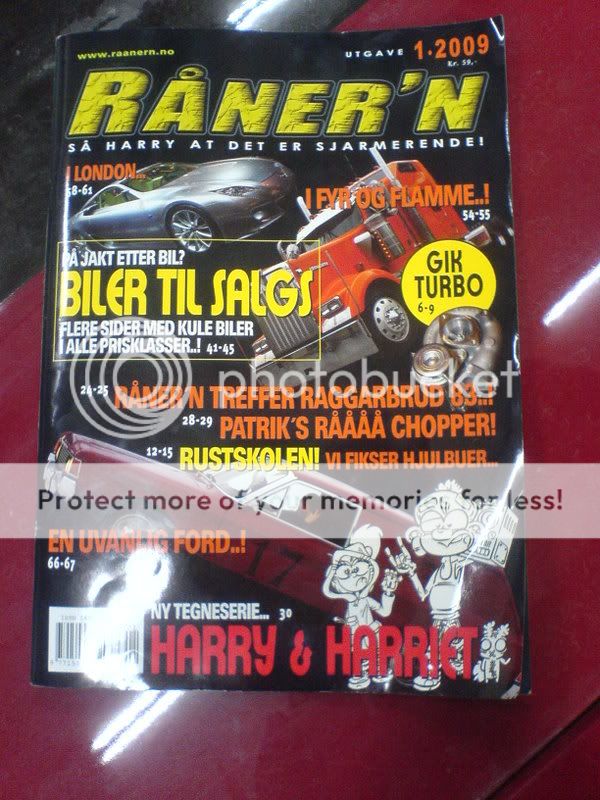 www.raanern.no
UTGAVE 1·2009
Kr. 59,-
RÅNER'N
SÅ HARRY AT DET ER SJARMERENDE!
I LONDON...
58-61
I FYR OG FLAMME..!
54-55
PÅ JAKT ETTER BIL?
BILER TIL SALGS
FLERE SIDER MED KULE BILER
I ALLE PRISKLASSER..! 41-45
GIK
TURBO
6-9
photobucket
24-25 RÅNER'N TREFFER RAGGARBRUD 83...
28-29 PATRIK'S RÅÅÅÅ CHOPPER!
12-15 RUSTSKOLEN! VI FIKSER HJULBUER...
Protect more of your memories for less!
EN UVANLIG FORD..!
66-67
17
NY TEGNESERIE... 30
HARRY & HARRIET